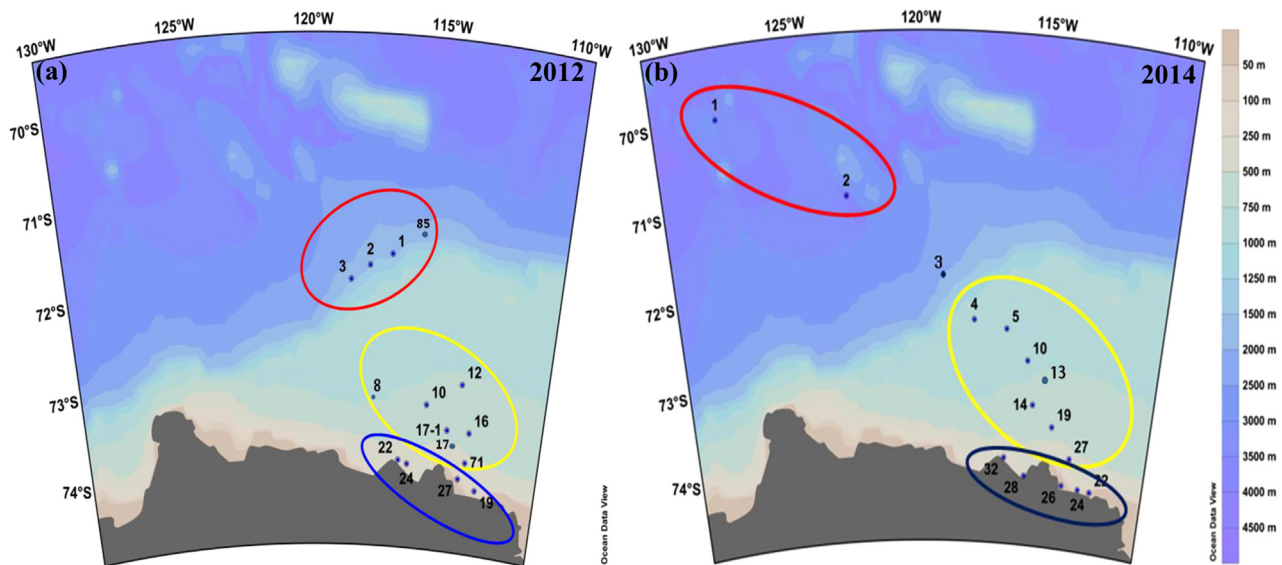 130°W
125°W
120°W
115°W
110°W
(a)
2012
70°S
71°S
72°S
73°S
74°S
85
1
2
3
8
12
10
17-1
16
17
22
71
24
27
19
Ocean Data View
130°W
125°W
120°W
115°W
110°W
(b)
2014
70°S
71°S
72°S
73°S
74°S
1
2
3
4
5
10
13
14
19
27
32
28
26
22
24
Ocean Data View
50 m
100 m
250 m
500 m
750 m
1000 m
1250 m
1500 m
2000 m
2500 m
3000 m
3500 m
4000 m
4500 m